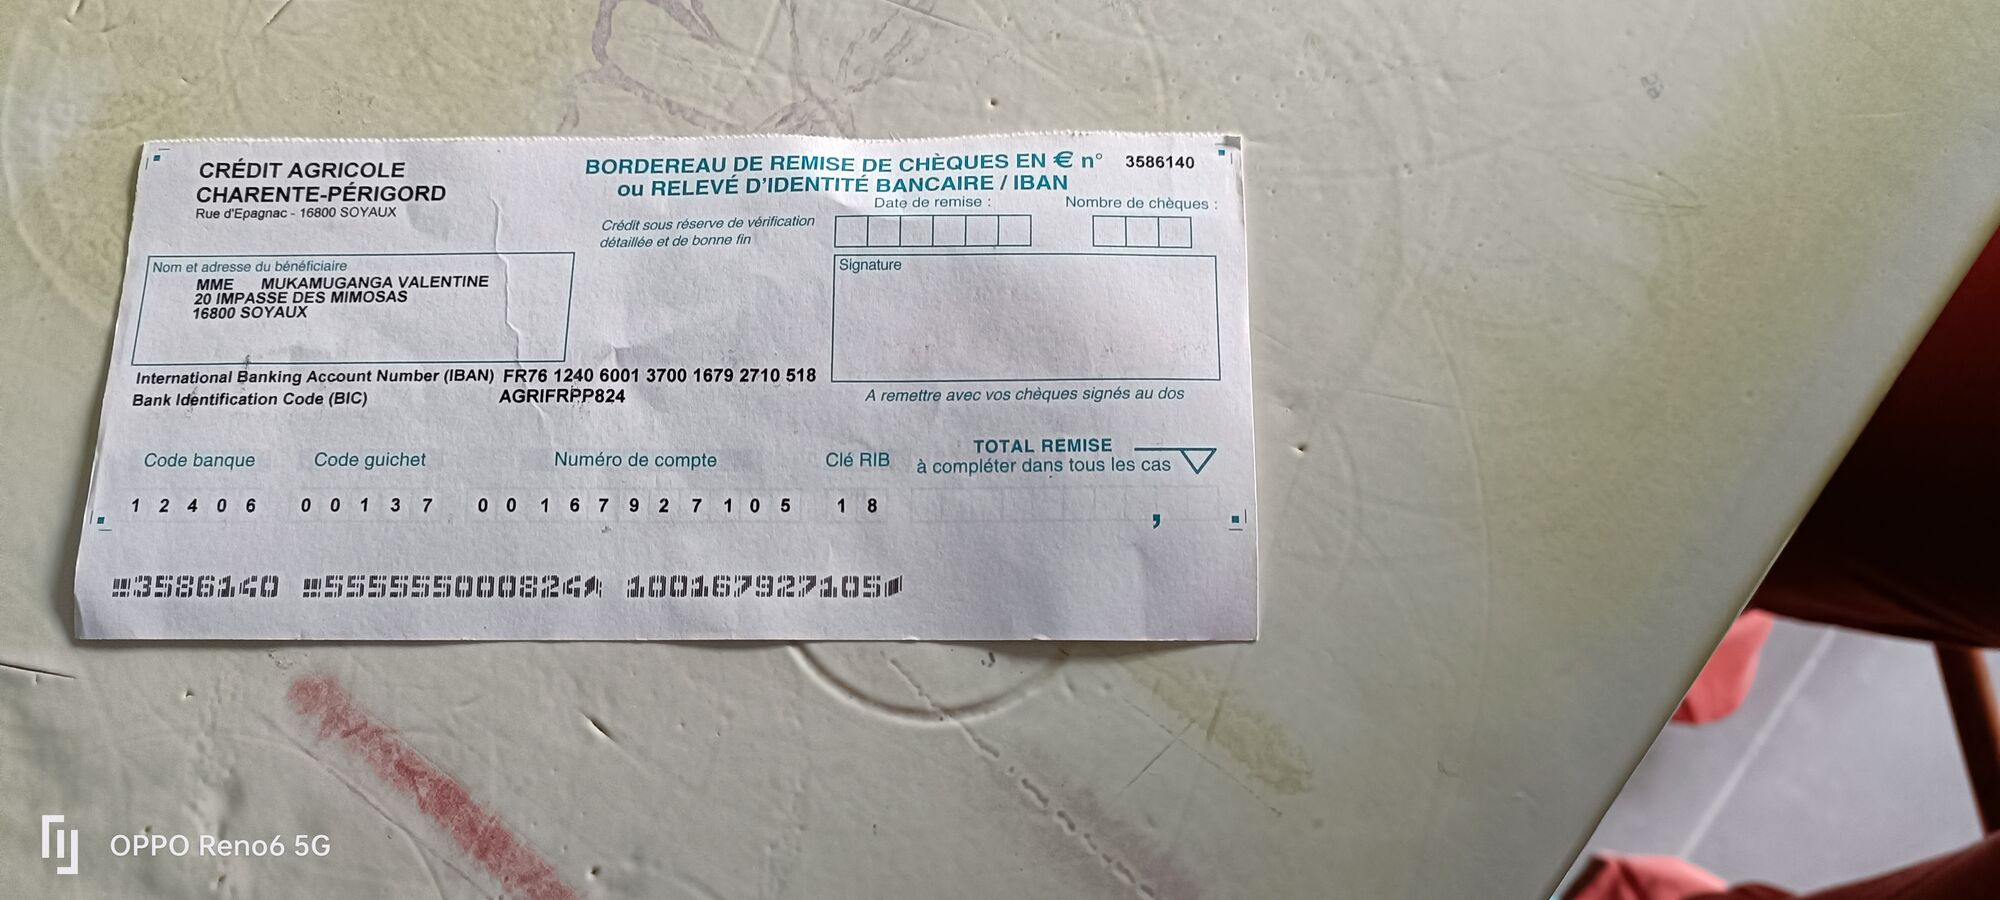 CRÉDIT AGRICOLE
CHARENTE-PÉRIGORD
Rue d'Epagnac - 16800 SOYAUX
BORDEREAU DE REMISE DE CHÈQUES EN € n° 3586140
ou RELEVÉ D'IDENTITÉ BANCAIRE / IBAN
Date de remise :
Nombre de chèques :
Crédit sous réserve de vérification
détaillée et de bonne fin
Nom et adresse du bénéficiaire
MME MUKAMUGANGA VALENTINE
20 IMPASSE DES MIMOSAS
16800 SOYAUX
Signature
International Banking Account Number (IBAN) FR76 1240 6001 3700 1679 2710 518
Bank Identification Code (BIC) AGRIFRPP824
A remettre avec vos chèques signés au dos
TOTAL REMISE
à compléter dans tous les cas
Code banque Code guichet Numéro de compte Clé RIB
1 2 4 0 6 0 0 1 3 7 0 0 1 6 7 9 2 7 1 0 5 1 8 ,
3586140 555555000824 100167927105
OPPO Reno6 5G